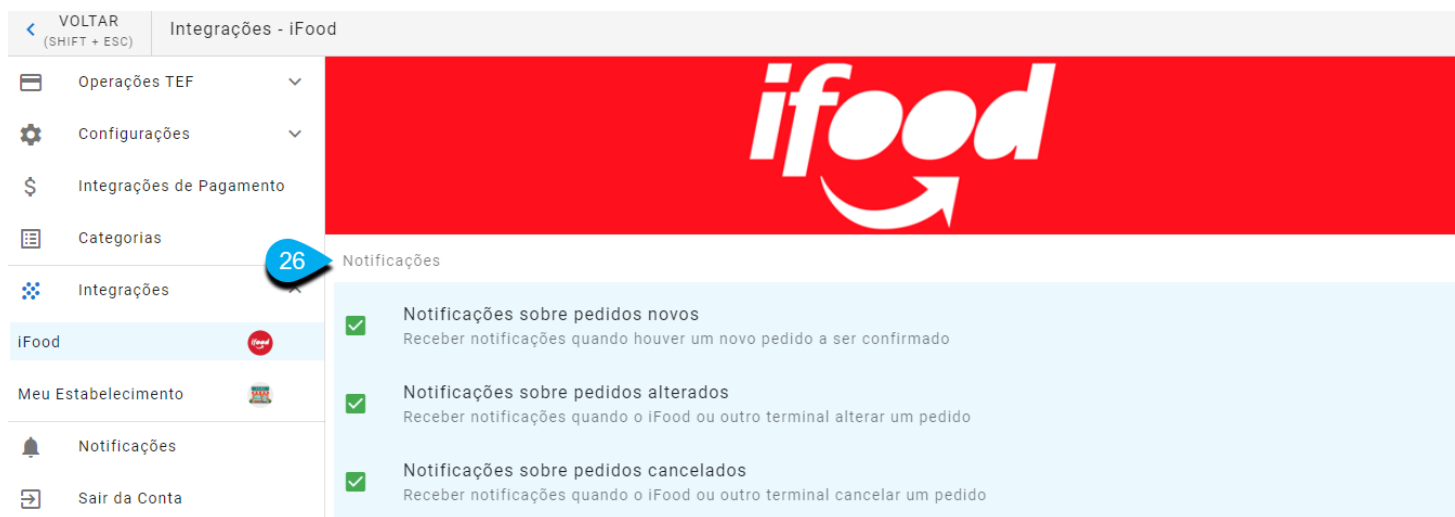 VOLTAR
(SHIFT + ESC)
Integrações - iFood
Operações TEF
Configurações
Integrações de Pagamento
Categorias
Integrações
iFood
ifood
Meu Estabelecimento
Notificações
Sair da Conta
ifood
26
Notificações
Notificações sobre pedidos novos
Receber notificações quando houver um novo pedido a ser confirmado
Notificações sobre pedidos alterados
Receber notificações quando o iFood ou outro terminal alterar um pedido
Notificações sobre pedidos cancelados
Receber notificações quando o iFood ou outro terminal cancelar um pedido